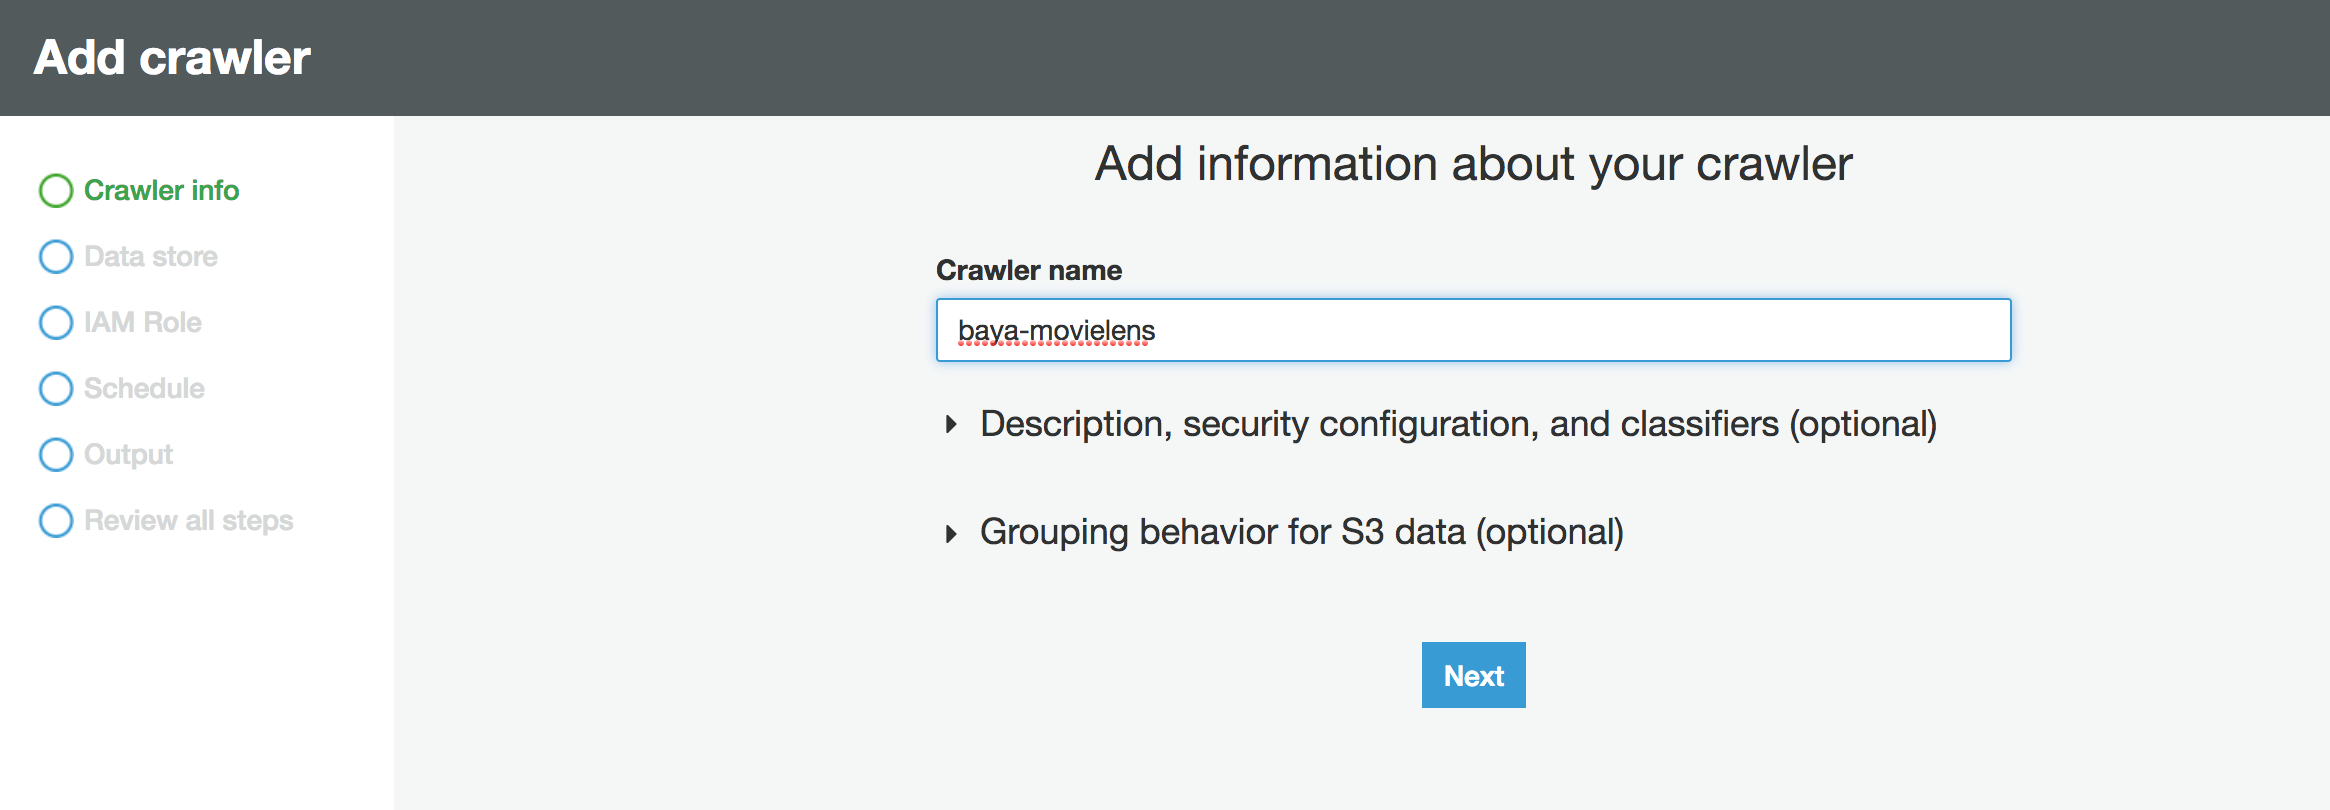 Add crawler
Crawler info
Data store
IAM Role
Schedule
Output
Review all steps
Add information about your crawler
Crawler name
baya-movielens
Description, security configuration, and classifiers (optional)
Grouping behavior for S3 data (optional)
Next